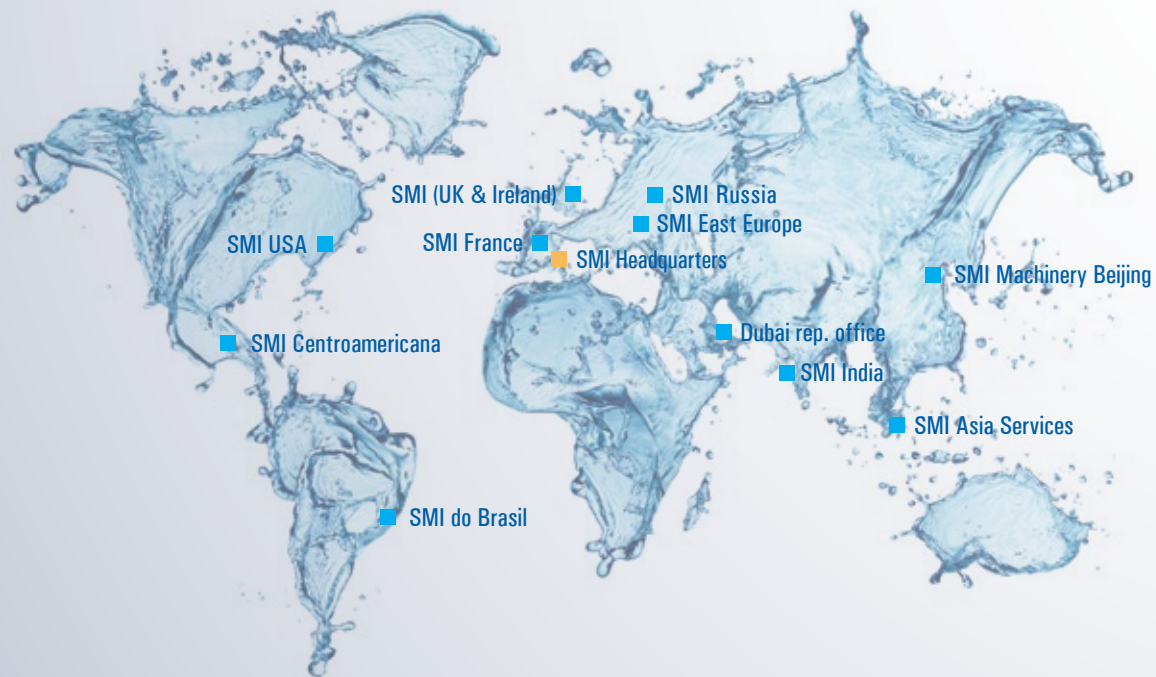 SMI (UK & Ireland)
SMI Russia
SMI East Europe
SMI USA
SMI France
SMI Headquarters
SMI Machinery Beijing
Dubai rep. office
SMI Centroamericana
SMI India
SMI Asia Services
SMI do Brasil